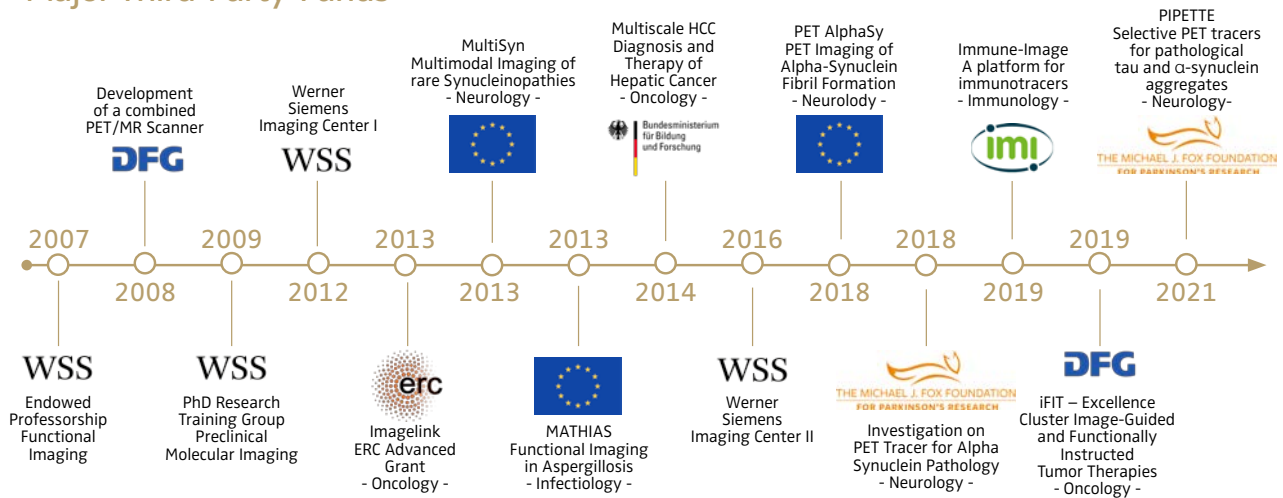 Major Third-Party Funds
Development
of a combined
PET/MR Scanner
DFG
Werner
Siemens
Imaging Center I
WSS
MultiSyn
Multimodal Imaging of
rare Synucleinopathies
- Neurology -
Multiscale HCC
Diagnosis and
Therapy of
Hepatic Cancer
- Oncology -
Bundesministerium
für Bildung
und Forschung
PET AlphaSy
PET Imaging of
Alpha-Synuclein
Fibril Formation
- Neurolody -
Immune-Image
A platform for
immunotracers
- Immunology -
imi
PIPETTE
Selective PET tracers
for pathological
tau and α-synuclein
aggregates
- Neurology-
THE MICHAEL J. FOX FOUNDATION
FOR PARKINSON'S RESEARCH
2007
2009
2013
2013
2016
2018
2019
2008
2012
2013
2014
2018
2019
2021
WSS
Endowed
Professorship
Functional
Imaging
WSS
PhD Research
Training Group
Preclinical
Molecular Imaging
erc
Imagelink
ERC Advanced
Grant
- Oncology -
MATHIAS
Functional Imaging
in Aspergillosis
- Infectiology -
WSS
Werner
Siemens
Imaging Center II
THE MICHAEL J. FOX FOUNDATION
FOR PARKINSON'S RESEARCH
Investigation on
PET Tracer for Alpha
Synuclein Pathology
- Neurology -
DFG
iFIT – Excellence
Cluster Image-Guided
and Functionally
Instructed
Tumor Therapies
- Oncology -